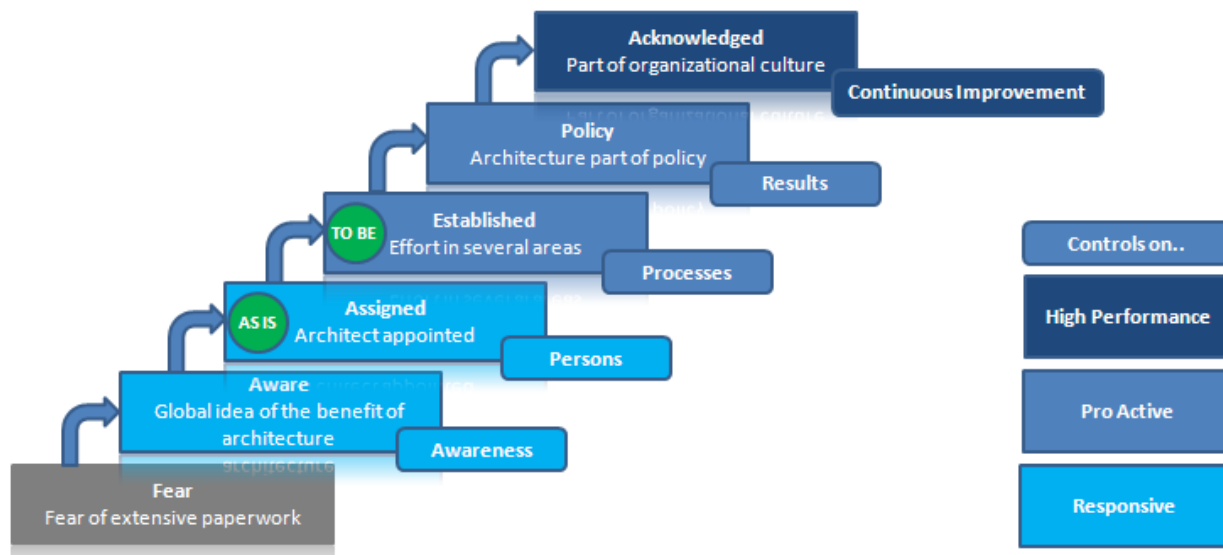 Acknowledged
Part of organizational culture
Continuous Improvement
Policy
Architecture part of policy
Results
TO BE
Established
Effort in several areas
Processes
AS IS
Assigned
Architect appointed
Persons
Aware
Global idea of the benefit of
architecture
Awareness
Fear
Fear of extensive paperwork
Controls on..
High Performance
Pro Active
Responsive